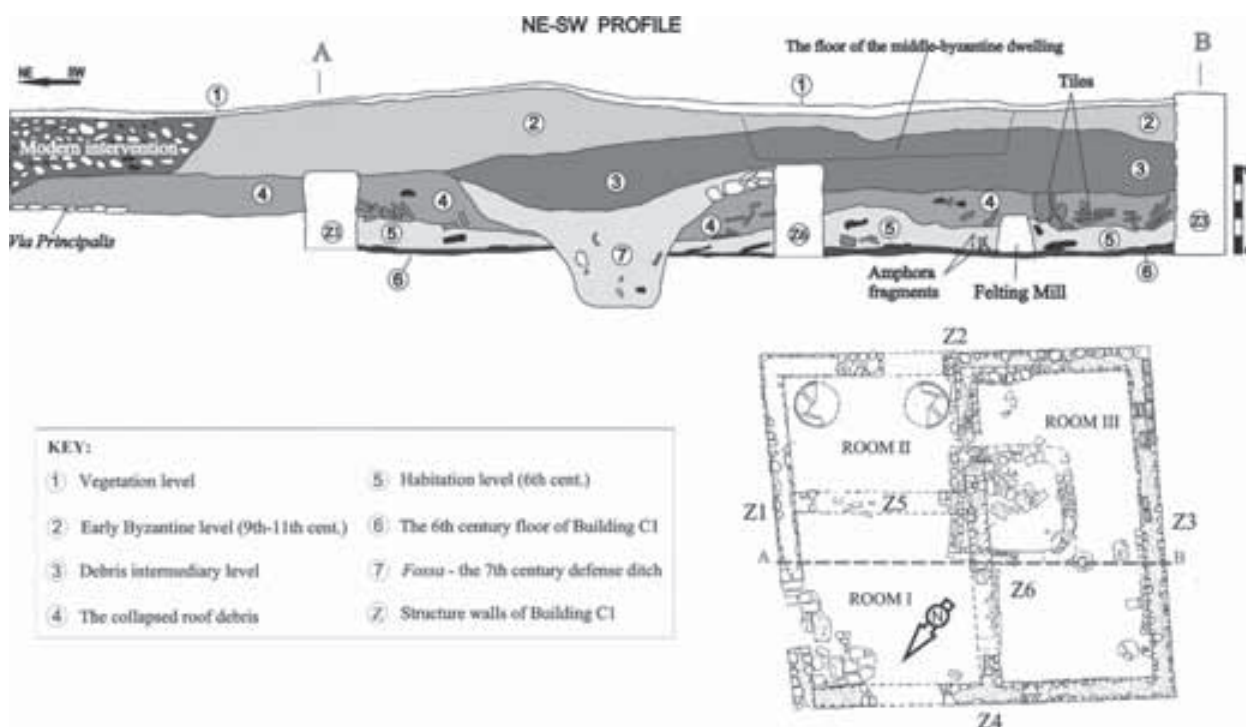 NE-SW PROFILE
The floor of the middle-byzantine dwelling
A
B
NE SW
1
1
Tiles
2
2
Modern intervention
3
3
4
4
4
4
Z1
Z6
Z3
5
5
5
Via Principalis
7
6
6
Amphora
fragments
Felting Mill
KEY:
1 Vegetation level
2 Early Byzantine level (9th-11th cent.)
3 Debris intermediary level
4 The collapsed roof debris
5 Habitation level (6th cent.)
6 The 6th century floor of Building C1
7 Fossa - the 7th century defense ditch
Z Structure walls of Building C1
Z2
ROOM III
ROOM II
Z1
Z5
Z3
A
B
Z6
ROOM I
N
Z4